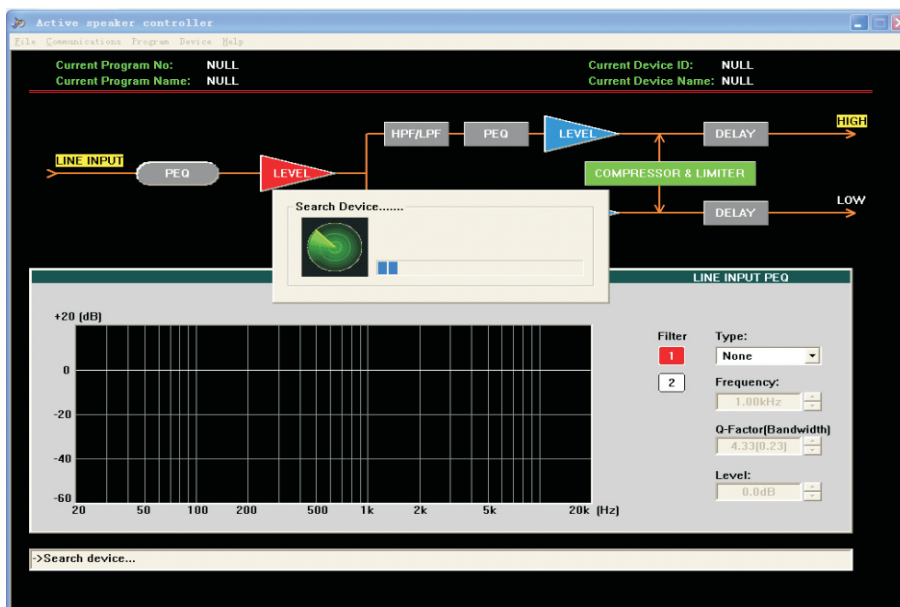 Active speaker controller
File Communications Program Device Help
Current Program No: NULL
Current Device ID: NULL
Current Program Name: NULL
Current Device Name: NULL
HIGH
HPF/LPF
PEQ
LEVEL
DELAY
LINE INPUT
PEQ
LEVEL
COMPRESSOR & LIMITER
LOW
DELAY
Search Device.......
LINE INPUT PEQ
+20 (dB)
0
-20
-40
-60
20 50 100 200 500 1k 2k 5k 20k (Hz)
Filter
1
2
Type:
None
Frequency:
1.00kHz
Q-Factor(Bandwidth)
4.33(0.23)
Level:
0.0dB
->Search device...